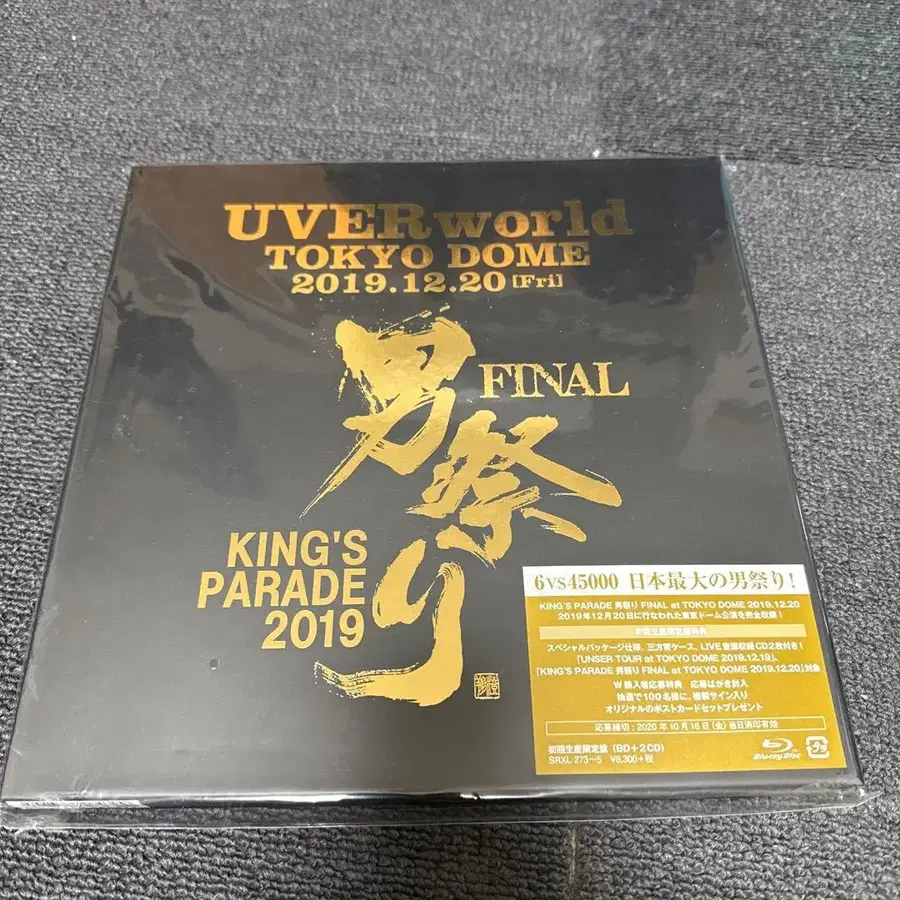 UVERworld
TOKYO DOME
2019.12.20 [Fri]
男祭り
FINAL
KING'S
PARADE
2019
6vs45000 日本最大の男祭り!
KING'S PARADE 男祭り FINAL at TOKYO DOME 2019.12.20
2019年12月20日に行なわれた東京ドーム公演を完全収録!
初回生産限定盤特典
スペシャルパッケージ仕様、三方背ケース、LIVE音源収録CD2枚付き!
「UNSER TOUR at TOKYO DOME 2019.12.19」、
「KING'S PARADE 男祭り FINAL at TOKYO DOME 2019.12.20」対象
W購入者応募特典 応募はがき封入
抽選で100名様に、複製サイン入り
オリジナルのポストカードセットプレゼント
応募締切:2020年10月16日(金)当日消印有効
初回生産限定盤 (BD+2CD)
SRXL 273~5 ¥8,300+税
Blu-ray Disc